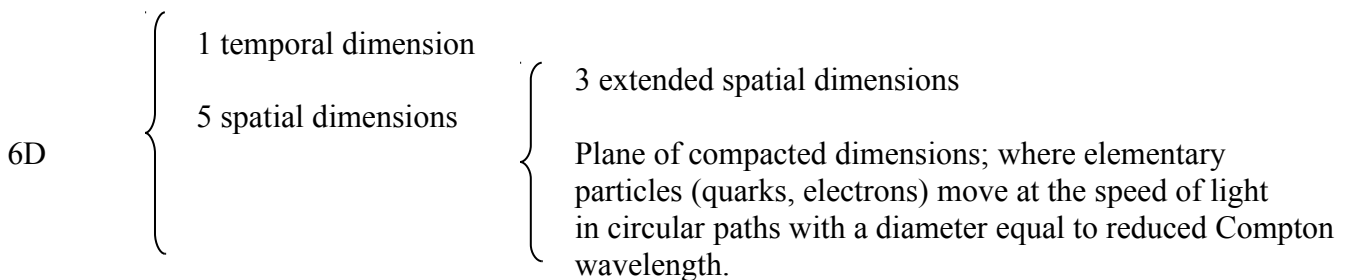 1 temporal dimension
3 extended spatial dimensions
5 spatial dimensions
6D
Plane of compacted dimensions; where elementary
particles (quarks, electrons) move at the speed of light
in circular paths with a diameter equal to reduced Compton
wavelength.